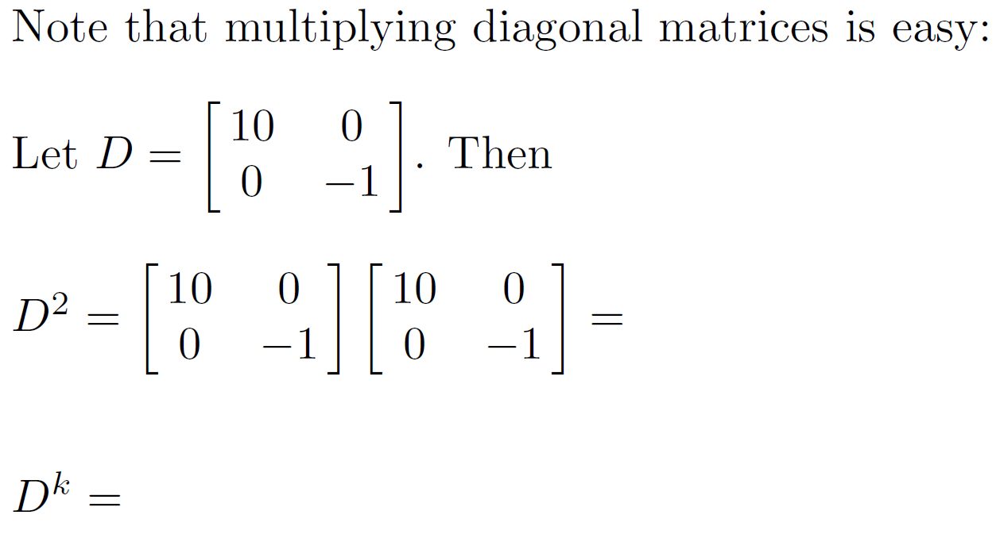 Note that multiplying diagonal matrices is easy:
Let $D = \begin{bmatrix} 10 & 0 \\ 0 & -1 \end{bmatrix}$. Then
$D^2 = \begin{bmatrix} 10 & 0 \\ 0 & -1 \end{bmatrix} \begin{bmatrix} 10 & 0 \\ 0 & -1 \end{bmatrix} =$
$D^k =$